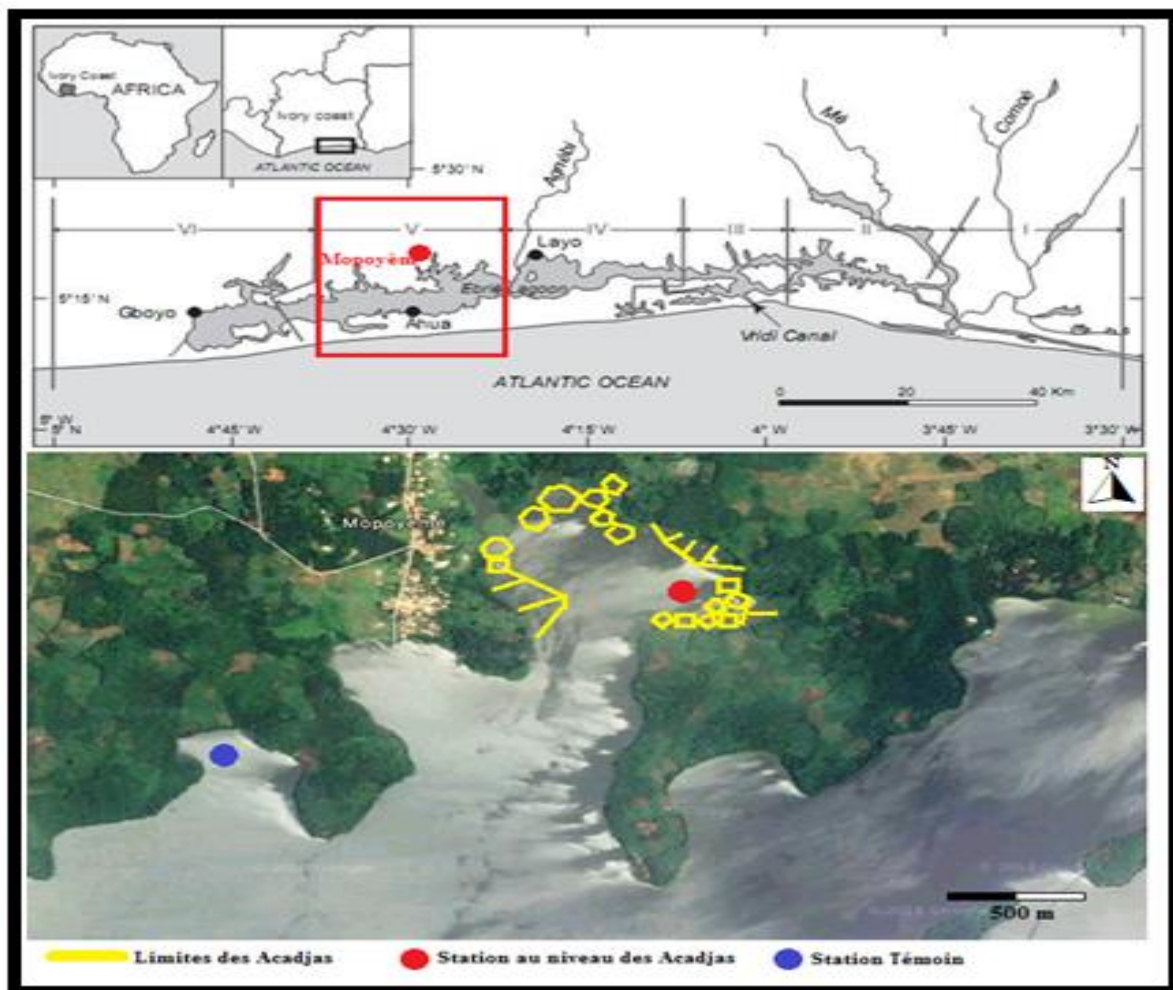 Ivory Coast
AFRICA
Ivory coast
ATLANTIC OCEAN
5°30' N
Agnébi
Mé
Comoé
VI
V
IV
III
II
I
Mopoyèm
Layo
Ebrié Lagoon
5°15' N
Gboyo
Ahua
Vridi Canal
ATLANTIC OCEAN
0 20 40 Km
5° W
5° N
4°45' W
4°30' W
4°15' W
4° W
3°45' W
3°30' W
N
500 m
Limites des Acadjas
Station au niveau des Acadjas
Station Témoin